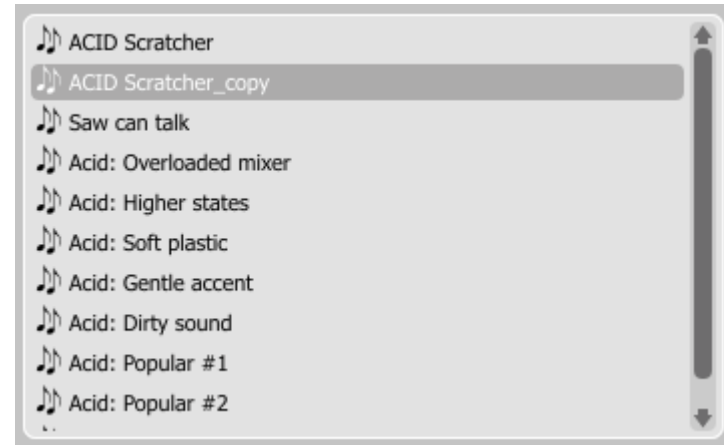 ACID Scratcher
ACID Scratcher_copy
Saw can talk
Acid: Overloaded mixer
Acid: Higher states
Acid: Soft plastic
Acid: Gentle accent
Acid: Dirty sound
Acid: Popular #1
Acid: Popular #2